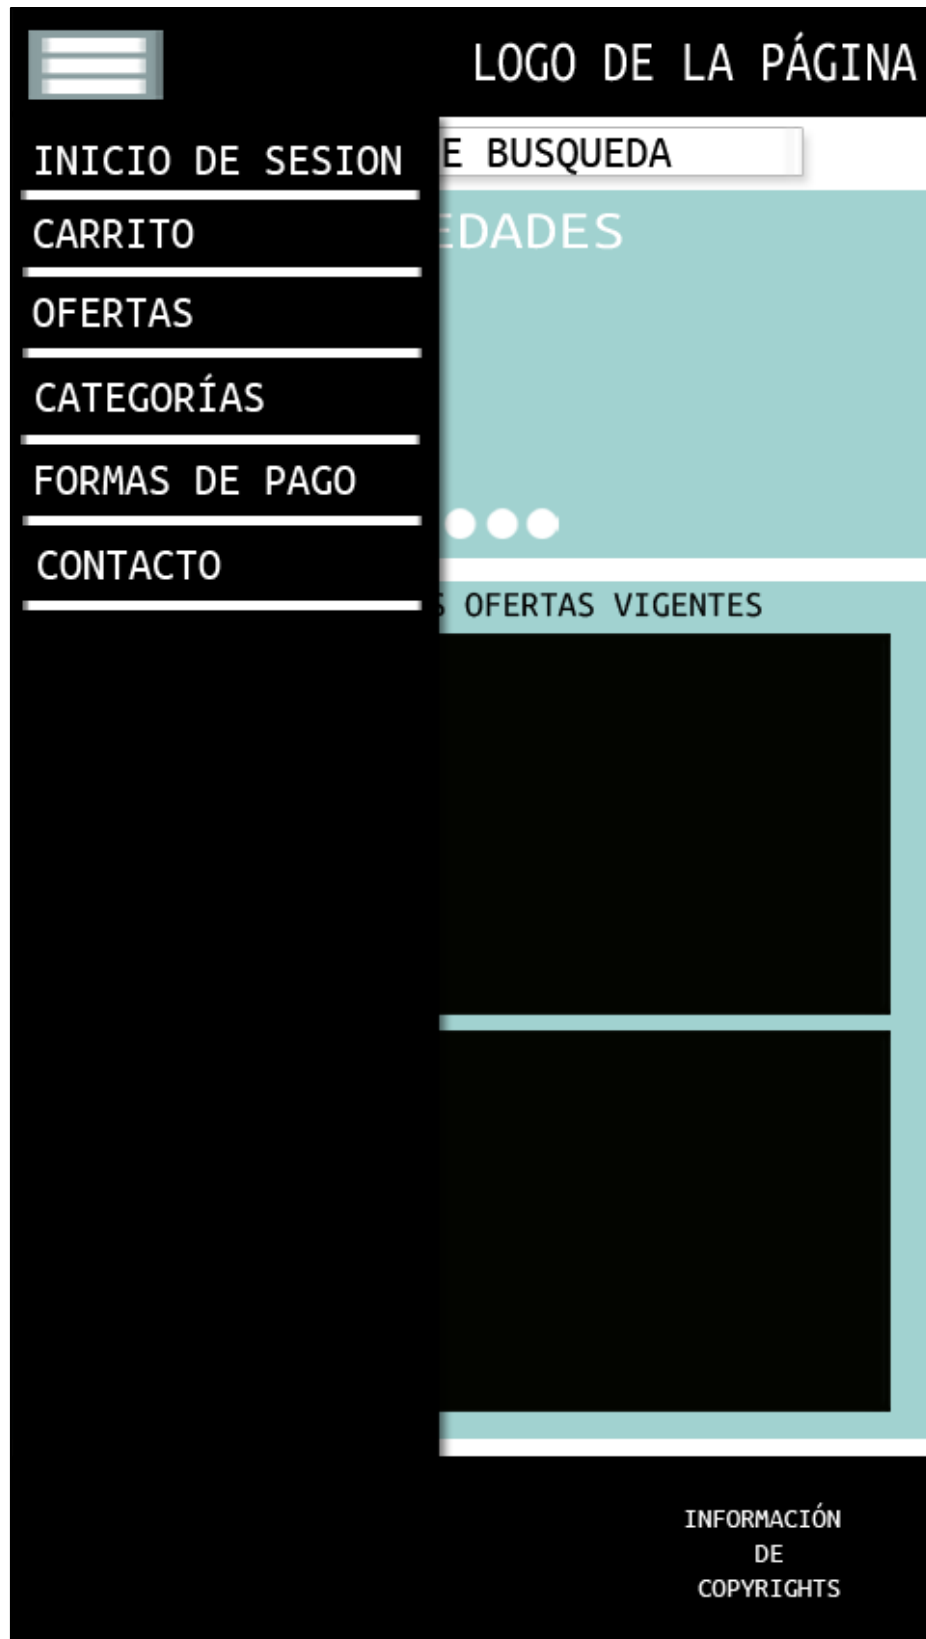 LOGO DE LA PÁGINA
INICIO DE SESION
E BUSQUEDA
CARRITO
EDADES
OFERTAS
CATEGORÍAS
FORMAS DE PAGO
CONTACTO
S OFERTAS VIGENTES
INFORMACIÓN
DE
COPYRIGHTS